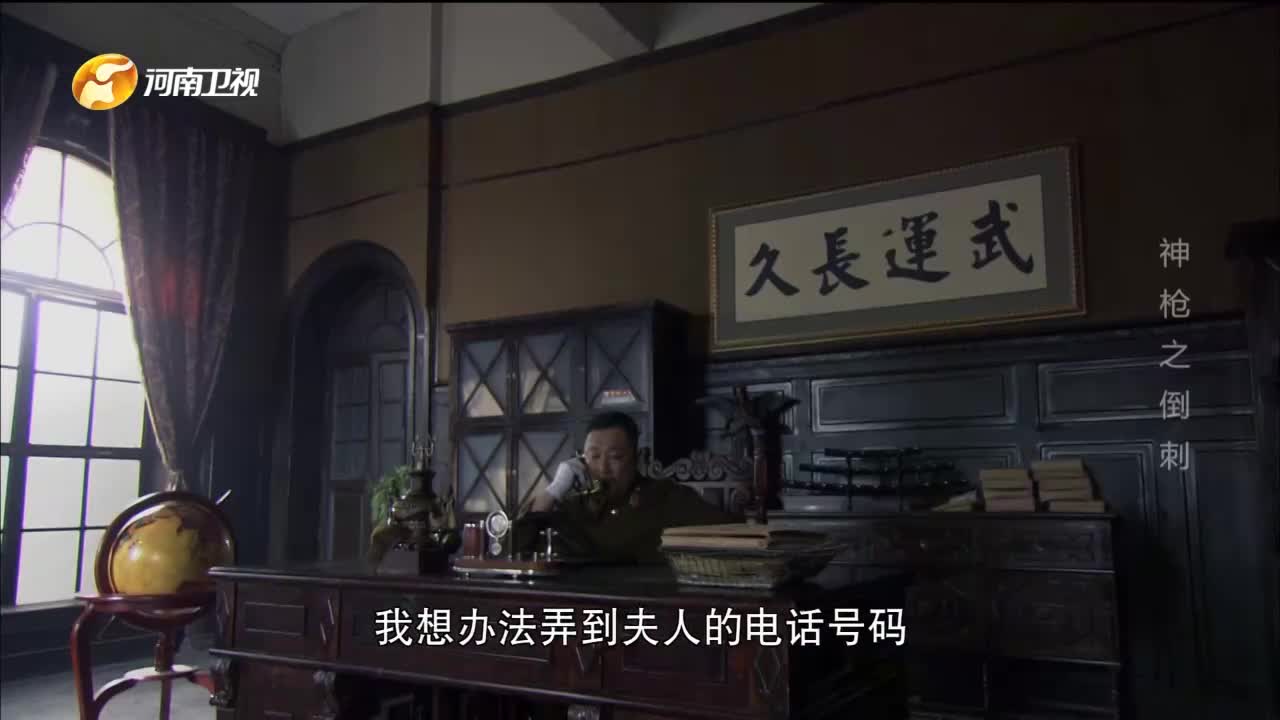 河南卫视
久長運武
神枪之倒刺
我想办法弄到夫人的电话号码